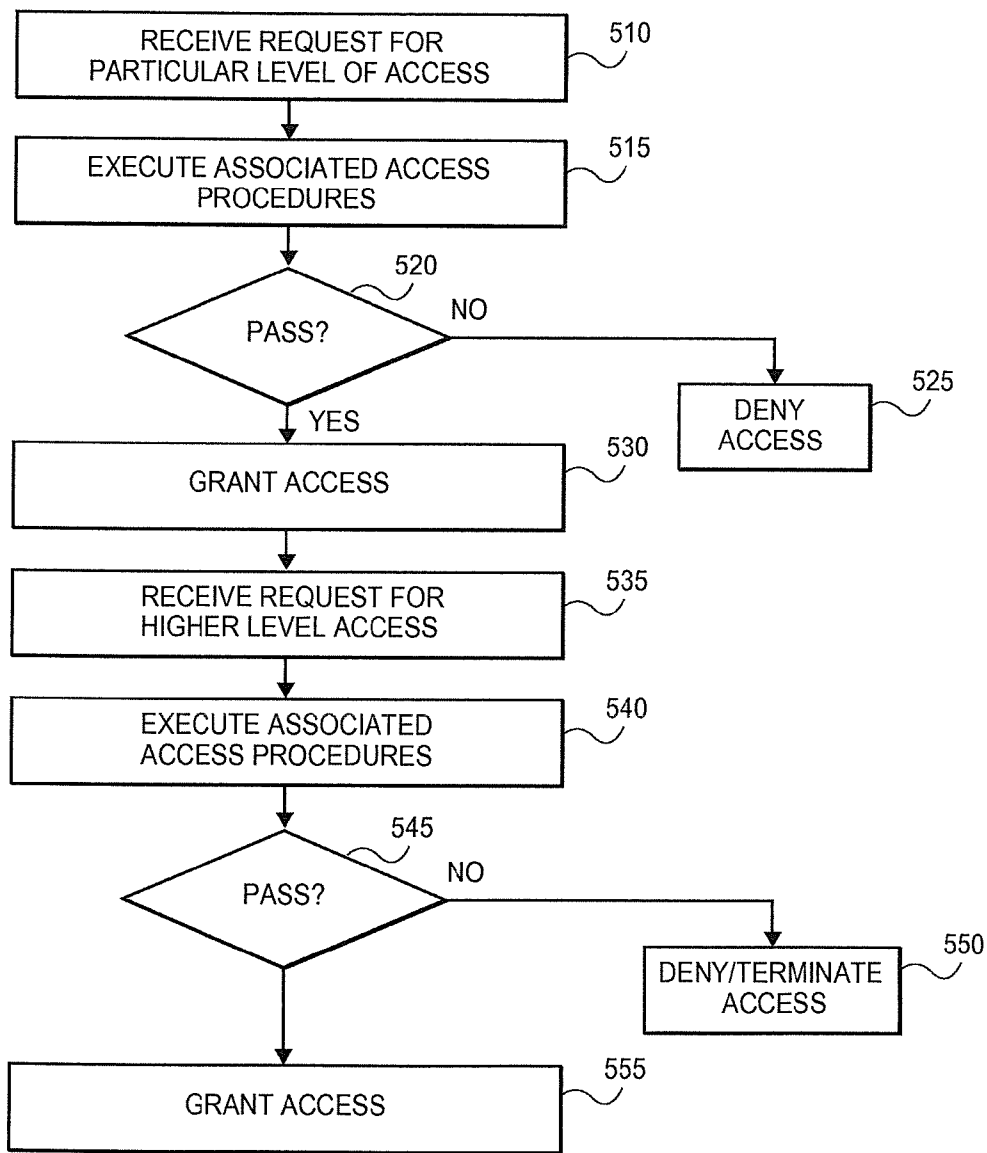 RECEIVE REQUEST FOR
PARTICULAR LEVEL OF ACCESS
510
EXECUTE ASSOCIATED ACCESS
PROCEDURES
515
520
PASS?
NO
YES
DENY
ACCESS
525
GRANT ACCESS
530
RECEIVE REQUEST FOR
HIGHER LEVEL ACCESS
535
EXECUTE ASSOCIATED
ACCESS PROCEDURES
540
545
PASS?
NO
DENY/TERMINATE
ACCESS
550
GRANT ACCESS
555